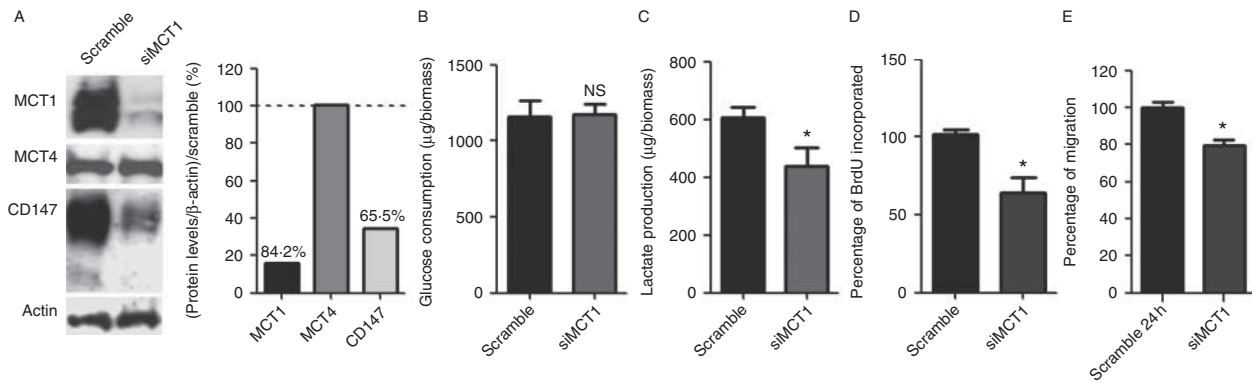 A
Scramble
siMCT1
MCT1
MCT4
CD147
Actin
(Protein levels/β-actin)/scramble (%)
120
100
80
60
40
20
0
84·2%
65·5%
MCT1
MCT4
CD147
B
Glucose consumption (µg/biomass)
1500
1000
500
0
NS
Scramble
siMCT1
C
Lactate production (µg/biomass)
800
600
400
200
0
*
Scramble
siMCT1
D
Percentage of BrdU incorporated
150
100
50
0
*
Scramble
siMCT1
E
Percentage of migration
120
100
80
60
40
20
0
*
Scramble 24 h
siMCT1